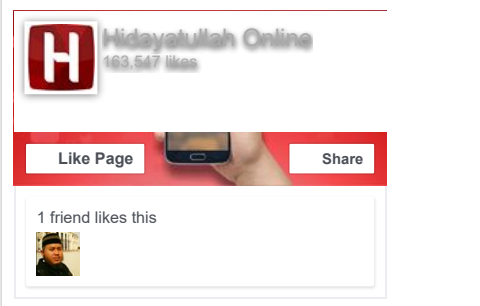 H
Hidayatullah Online
163,547 likes
Like Page
Share
1 friend likes this